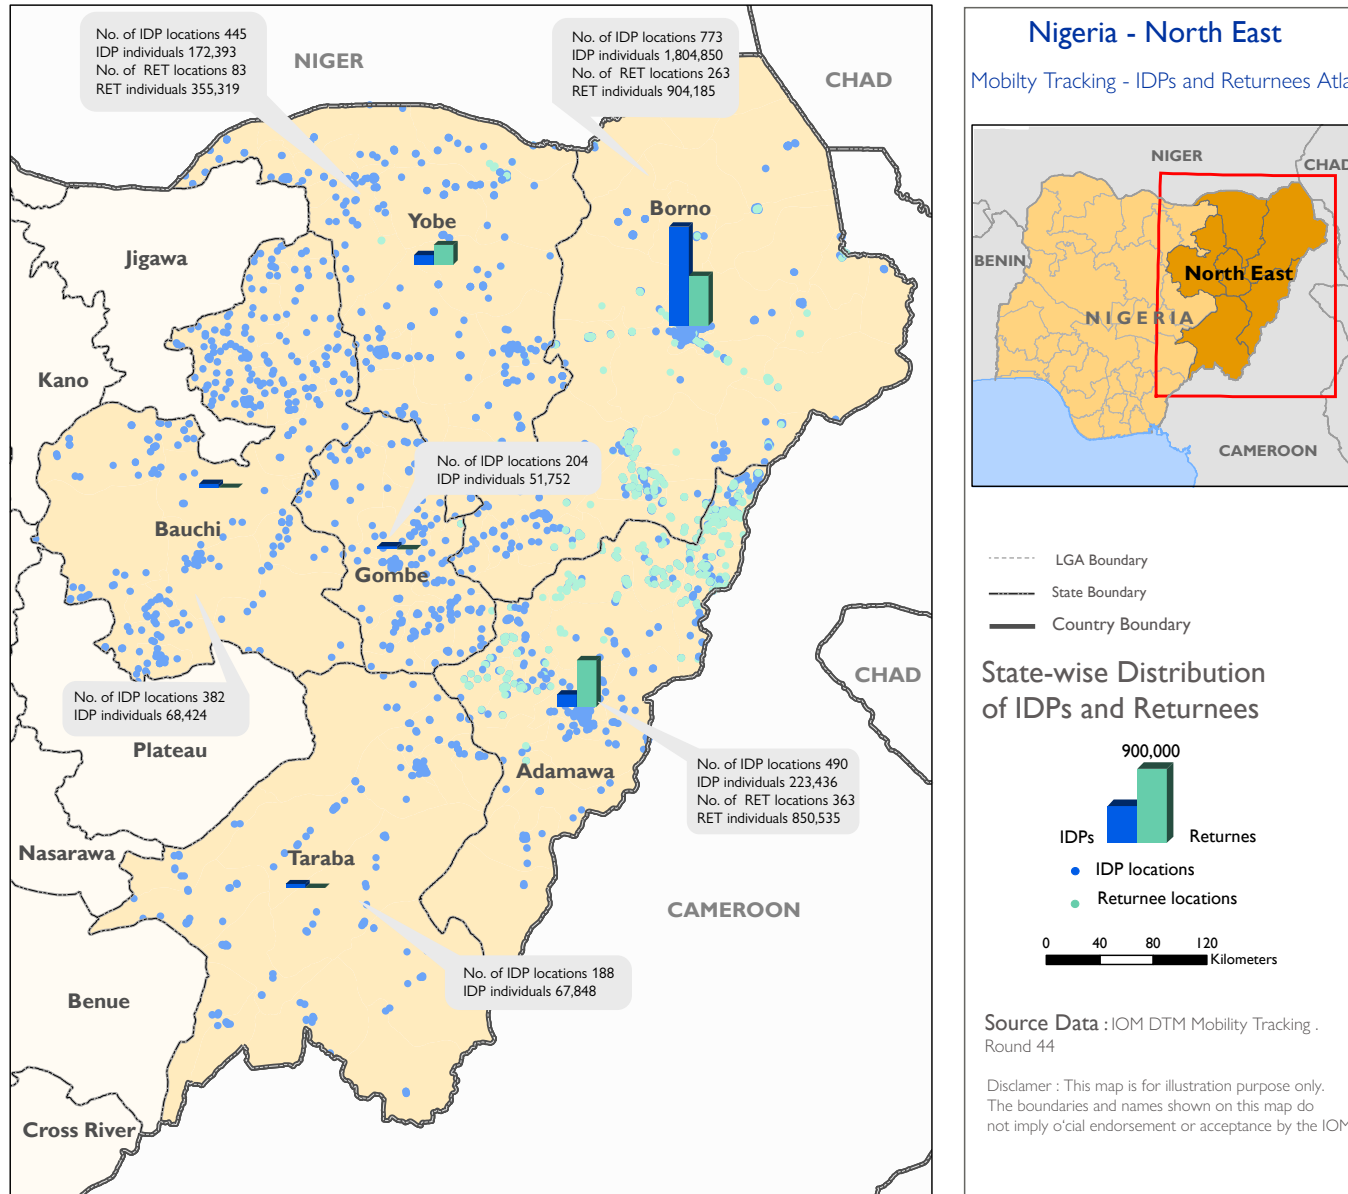 No. of IDP locations 445
IDP individuals 172,393
No. of RET locations 83
RET individuals 355,319
NIGER
No. of IDP locations 773
IDP individuals 1,804,850
No. of RET locations 263
RET individuals 904,185
CHAD
Yobe
Borno
Jigawa
Kano
No. of IDP locations 204
IDP individuals 51,752
Bauchi
Gombe
No. of IDP locations 382
IDP individuals 68,424
CHAD
Plateau
Adamawa
No. of IDP locations 490
IDP individuals 223,436
No. of RET locations 363
RET individuals 850,535
Nasarawa
Taraba
CAMEROON
No. of IDP locations 188
IDP individuals 67,848
Benue
Cross River
Nigeria - North East
Mobilty Tracking - IDPs and Returnees Atla
NIGER
CHAD
BENIN
North East
NIGERIA
CAMEROON
LGA Boundary
State Boundary
Country Boundary
State-wise Distribution
of IDPs and Returnees
900,000
IDPs
Returnes
IDP locations
Returnee locations
0 40 80 120
Kilometers
Source Data : IOM DTM Mobility Tracking .
Round 44
Disclamer : This map is for illustration purpose only.
The boundaries and names shown on this map do
not imply o'cial endorsement or acceptance by the IOM